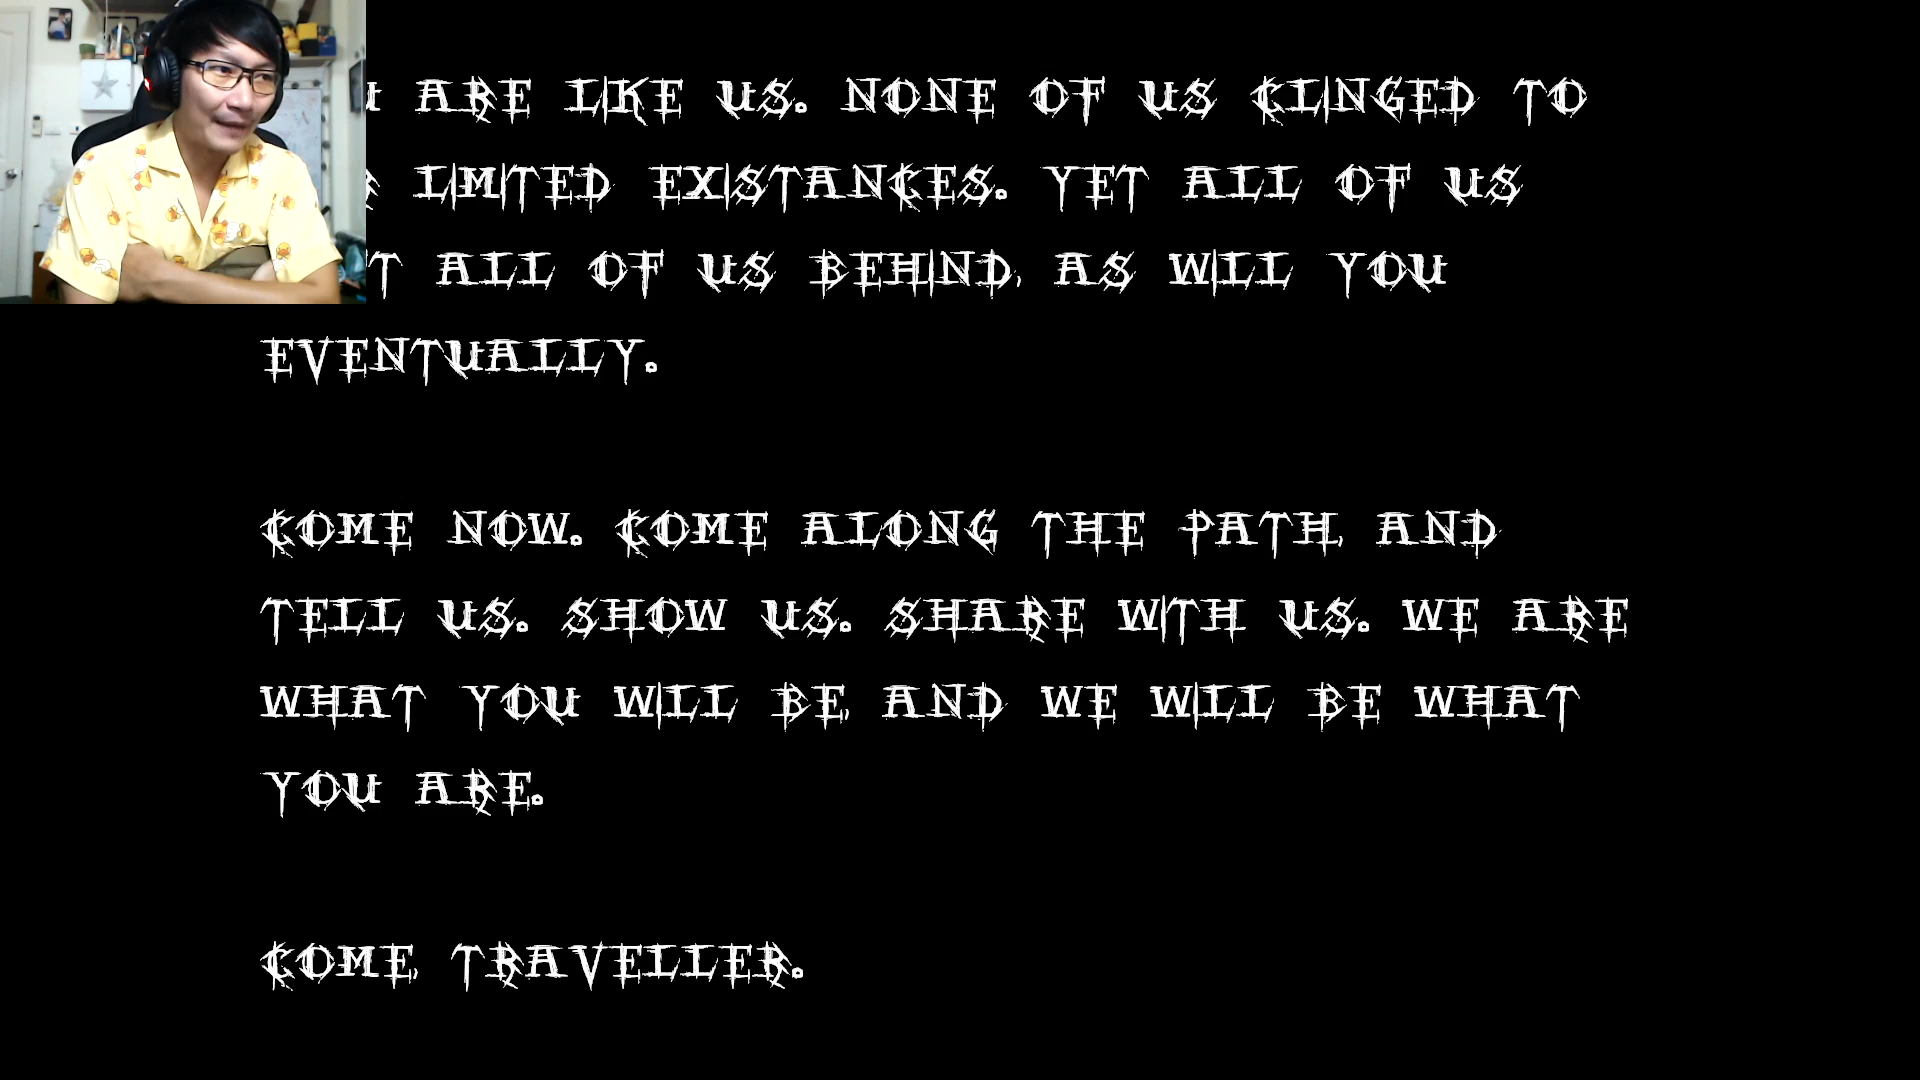 ARE LIKE US. NONE OF US CLINGED TO
LIMITED EXISTANCES. YET ALL OF US
ALL OF US BEHIND, AS WILL YOU
EVENTUALLY.
COME NOW. COME ALONG THE PATH, AND
TELL US. SHOW US. SHARE WITH US. WE ARE
WHAT YOU WILL BE, AND WE WILL BE WHAT
YOU ARE.
COME, TRAVELLER.